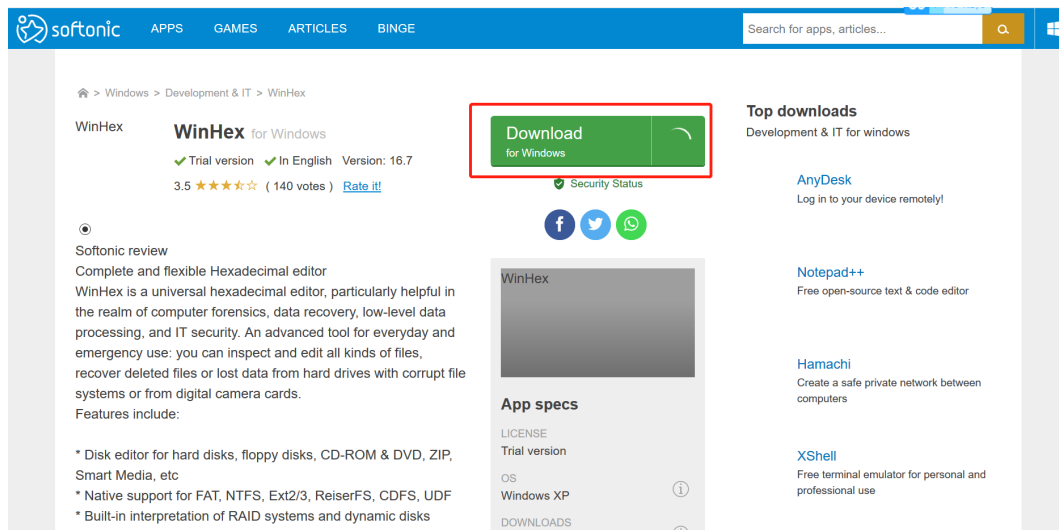 softonic
APPS
GAMES
ARTICLES
BINGE
Search for apps, articles...
> Windows > Development & IT > WinHex
WinHex
WinHex for Windows
Trial version In English Version: 16.7
3.5 ( 140 votes ) Rate it!
Download
for Windows
Security Status
Softonic review
Complete and flexible Hexadecimal editor
WinHex is a universal hexadecimal editor, particularly helpful in
the realm of computer forensics, data recovery, low-level data
processing, and IT security. An advanced tool for everyday and
emergency use: you can inspect and edit all kinds of files,
recover deleted files or lost data from hard drives with corrupt file
systems or from digital camera cards.
Features include:
* Disk editor for hard disks, floppy disks, CD-ROM & DVD, ZIP,
Smart Media, etc
* Native support for FAT, NTFS, Ext2/3, ReiserFS, CDFS, UDF
* Built-in interpretation of RAID systems and dynamic disks
WinHex
App specs
LICENSE
Trial version
OS
Windows XP
DOWNLOADS
Top downloads
Development & IT for windows
AnyDesk
Log in to your device remotely!
Notepad++
Free open-source text & code editor
Hamachi
Create a safe private network between
computers
XShell
Free terminal emulator for personal and
professional use